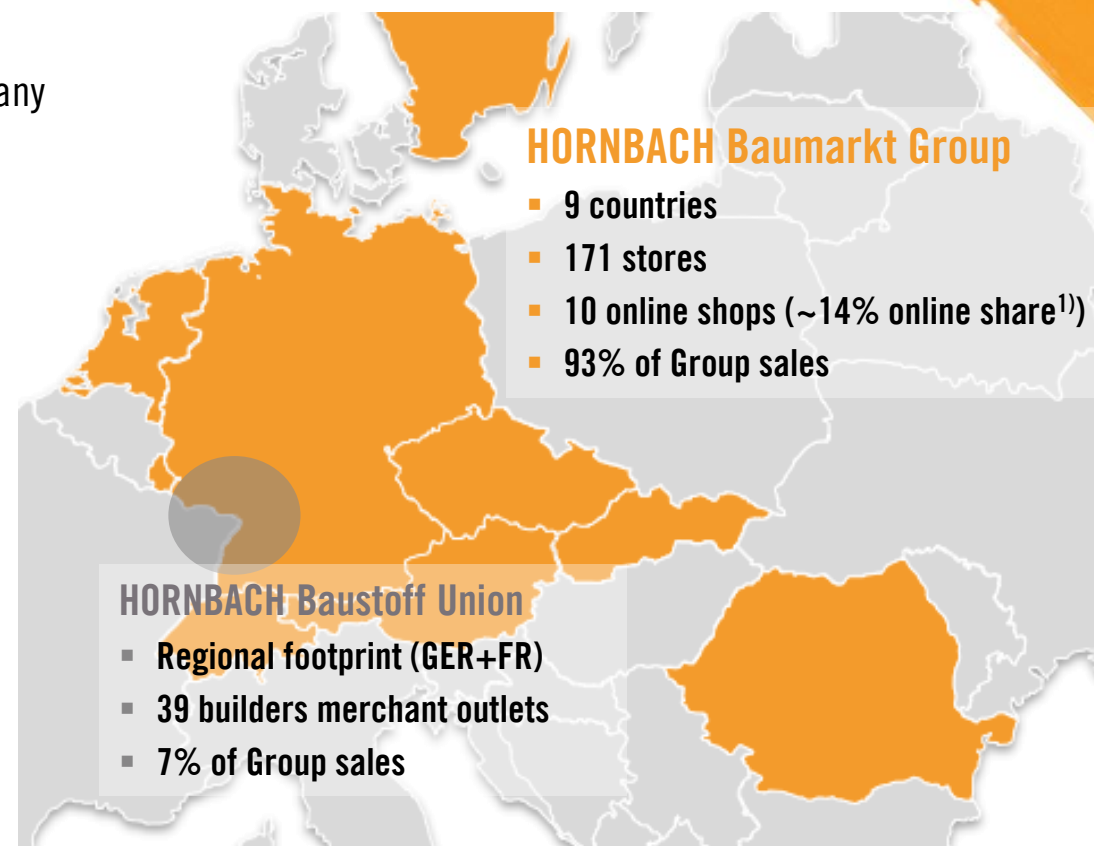 any
HORNBACH Baumarkt Group
▪ 9 countries
▪ 171 stores
▪ 10 online shops (~14% online share¹⁾)
▪ 93% of Group sales
HORNBACH Baustoff Union
▪ Regional footprint (GER+FR)
▪ 39 builders merchant outlets
▪ 7% of Group sales